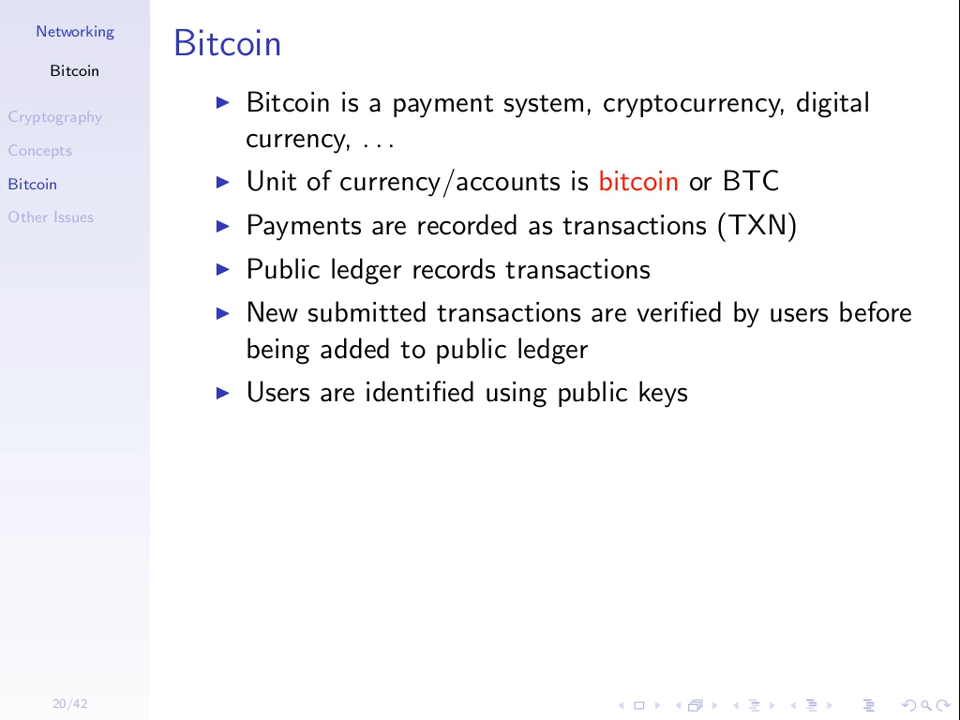 Networking
Bitcoin
Cryptography
Concepts
Bitcoin
Other Issues
20/42
Bitcoin
Bitcoin is a payment system, cryptocurrency, digital
currency, . . .
Unit of currency/accounts is bitcoin or BTC
Payments are recorded as transactions (TXN)
Public ledger records transactions
New submitted transactions are verified by users before
being added to public ledger
Users are identified using public keys